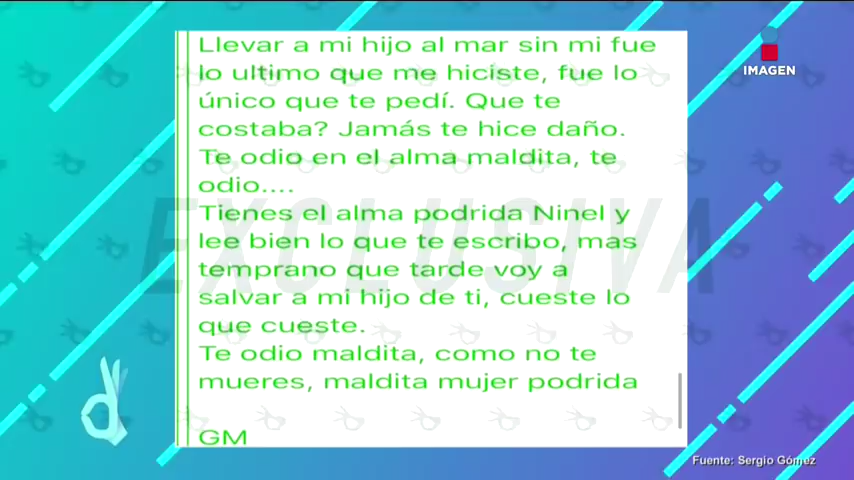 Llevar a mi hijo al mar sin mi fue
lo ultimo que me hiciste, fue lo
único que te pedí. Que te
costaba? Jamás te hice daño.
Te odio en el alma maldita, te
odio....
Tienes el alma podrida Ninel y
lee bien lo que te escribo, mas
temprano que tarde voy a
salvar a mi hijo de ti, cueste lo
que cueste.
Te odio maldita, como no te
mueres, maldita mujer podrida
GM
EXCLUSIVA
IMAGEN
Fuente: Sergio Gómez